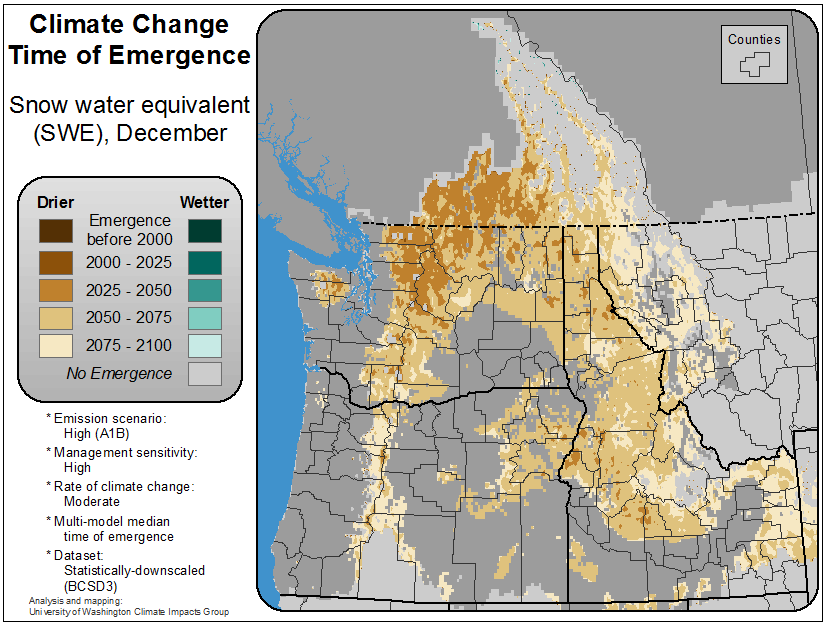 Climate Change
Time of Emergence
Snow water equivalent
(SWE), December
Drier
Wetter
Emergence
before 2000
2000 - 2025
2025 - 2050
2050 - 2075
2075 - 2100
No Emergence
* Emission scenario:
High (A1B)
* Management sensitivity:
High
* Rate of climate change:
Moderate
* Multi-model median
time of emergence
* Dataset:
Statistically-downscaled
(BCSD3)
Analysis and mapping:
University of Washington Climate Impacts Group
Counties